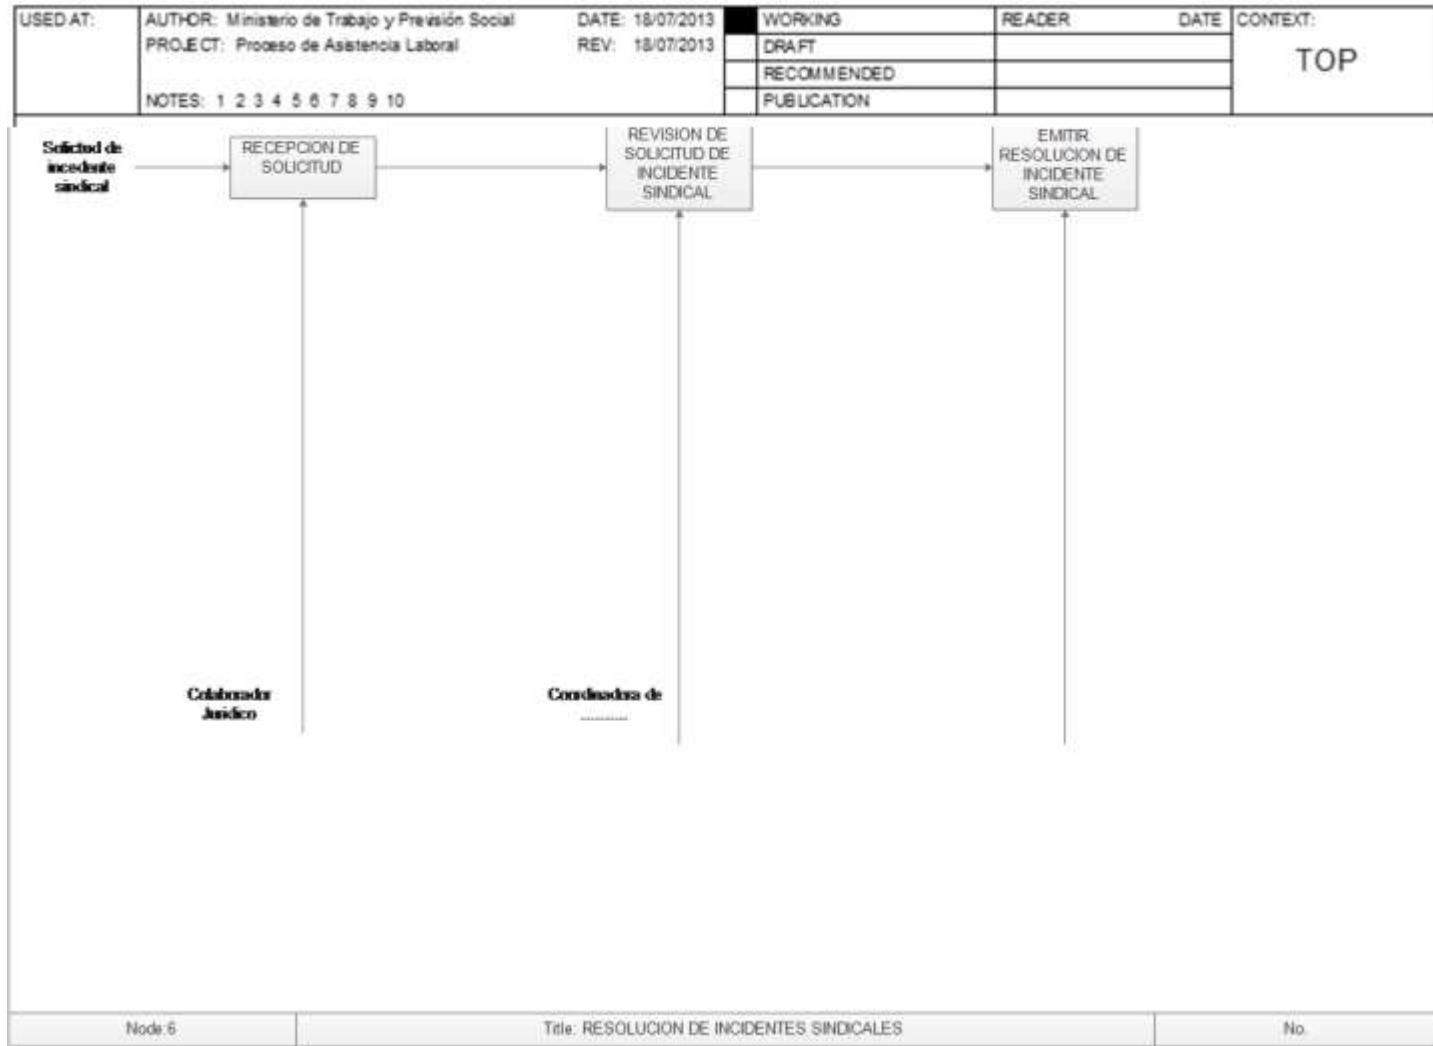 USED AT:
AUTHOR: Ministerio de Trabajo y Previsión Social
DATE: 18/07/2013
PROJECT: Proceso de Asistencia Laboral
REV: 18/07/2013
NOTES: 1 2 3 4 5 6 7 8 9 10
WORKING
DRAFT
RECOMMENDED
PUBLICATION
READER DATE
CONTEXT:
TOP
Solictud de
incedente
sindical
RECEPCION DE
SOLICITUD
REVISION DE
SOLICITUD DE
INCIDENTE
SINDICAL
EMITIR
RESOLUCION DE
INCIDENTE
SINDICAL
Colaborador
Juridico
Coordinadora de
...........
Node:6
Title: RESOLUCION DE INCIDENTES SINDICALES
No.